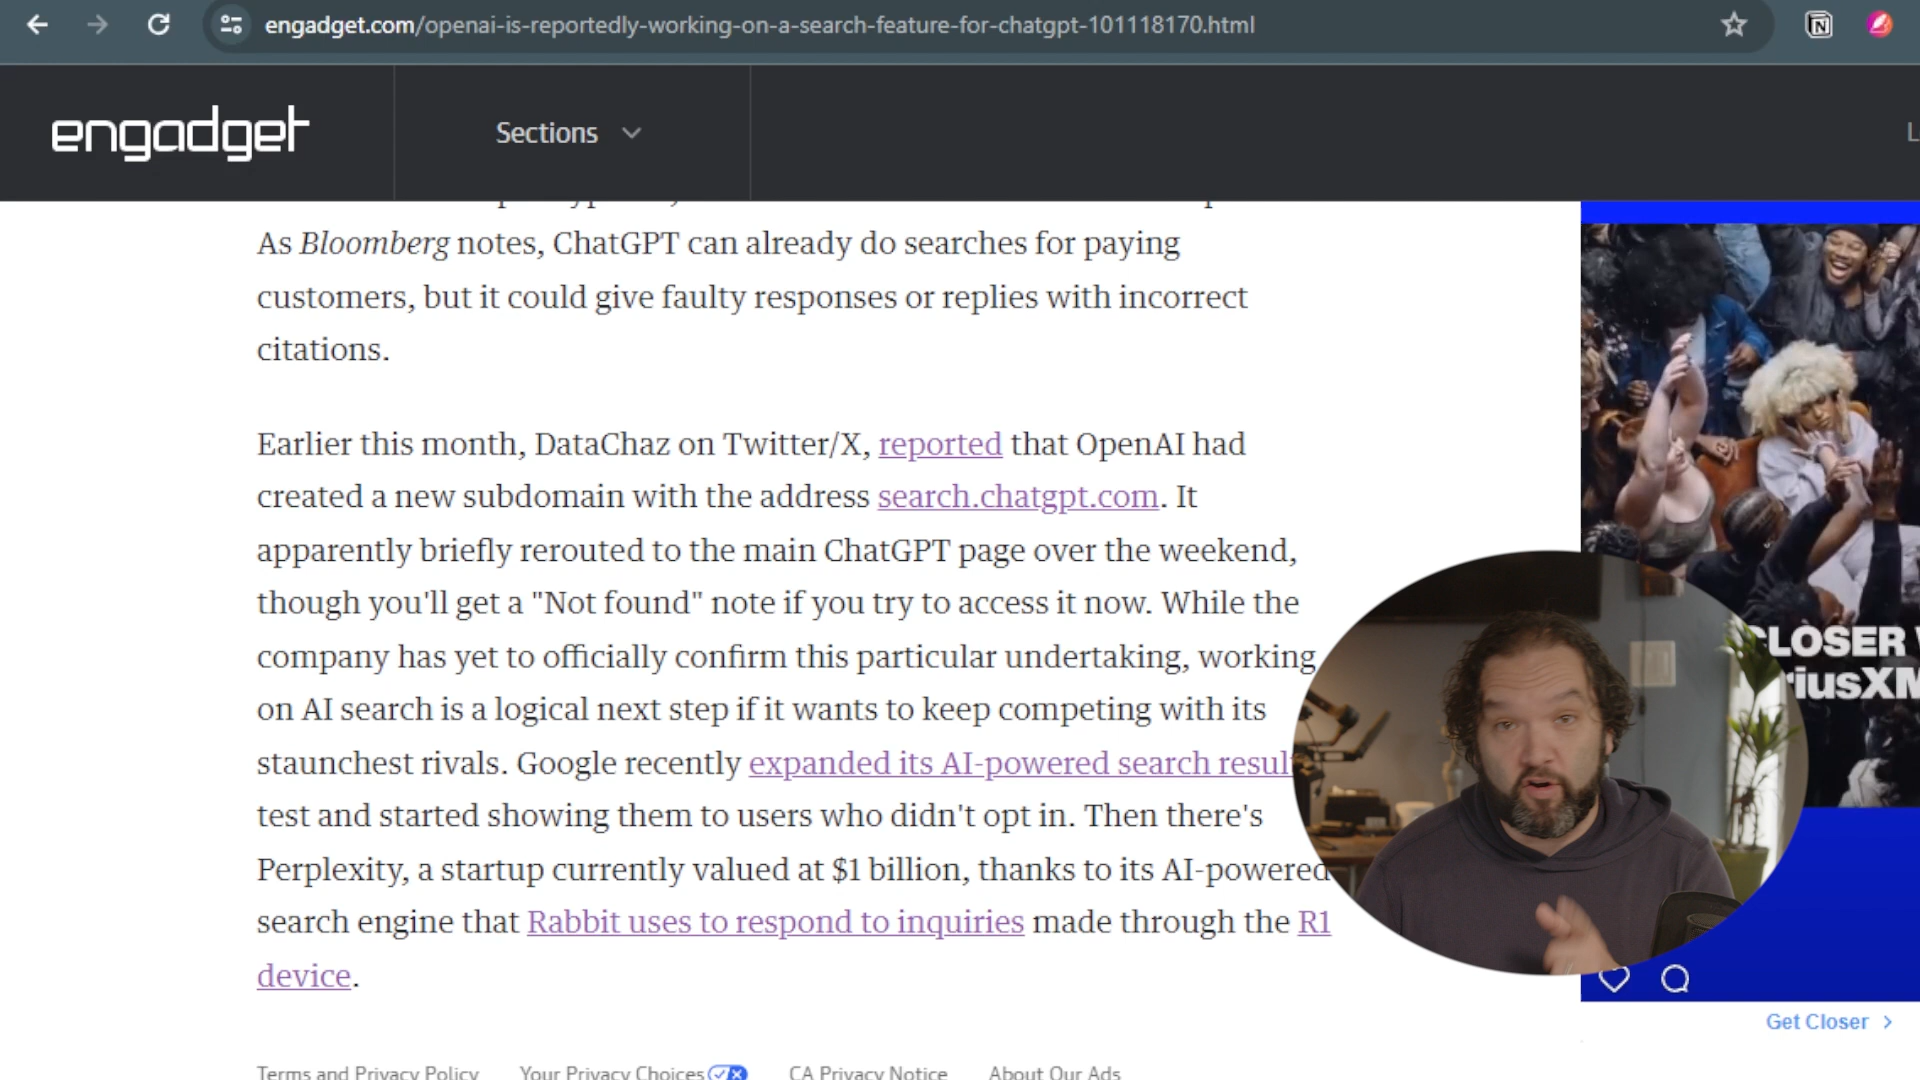 engadget.com/openai-is-reportedly-working-on-a-search-feature-for-chatgpt-101118170.html
engadget
Sections
As Bloomberg notes, ChatGPT can already do searches for paying
customers, but it could give faulty responses or replies with incorrect
citations.
Earlier this month, DataChaz on Twitter/X, reported that OpenAI had
created a new subdomain with the address search.chatgpt.com. It
apparently briefly rerouted to the main ChatGPT page over the weekend,
though you'll get a "Not found" note if you try to access it now. While the
company has yet to officially confirm this particular undertaking, working
on AI search is a logical next step if it wants to keep competing with its
staunchest rivals. Google recently expanded its AI-powered search resul
test and started showing them to users who didn't opt in. Then there's
Perplexity, a startup currently valued at $1 billion, thanks to its AI-powered
search engine that Rabbit uses to respond to inquiries made through the R1
device.
CLOSER
riusXM
Get Closer
Terms and Privacy Policy
Your Privacy Choices
CA Privacy Notice
About Our Ads